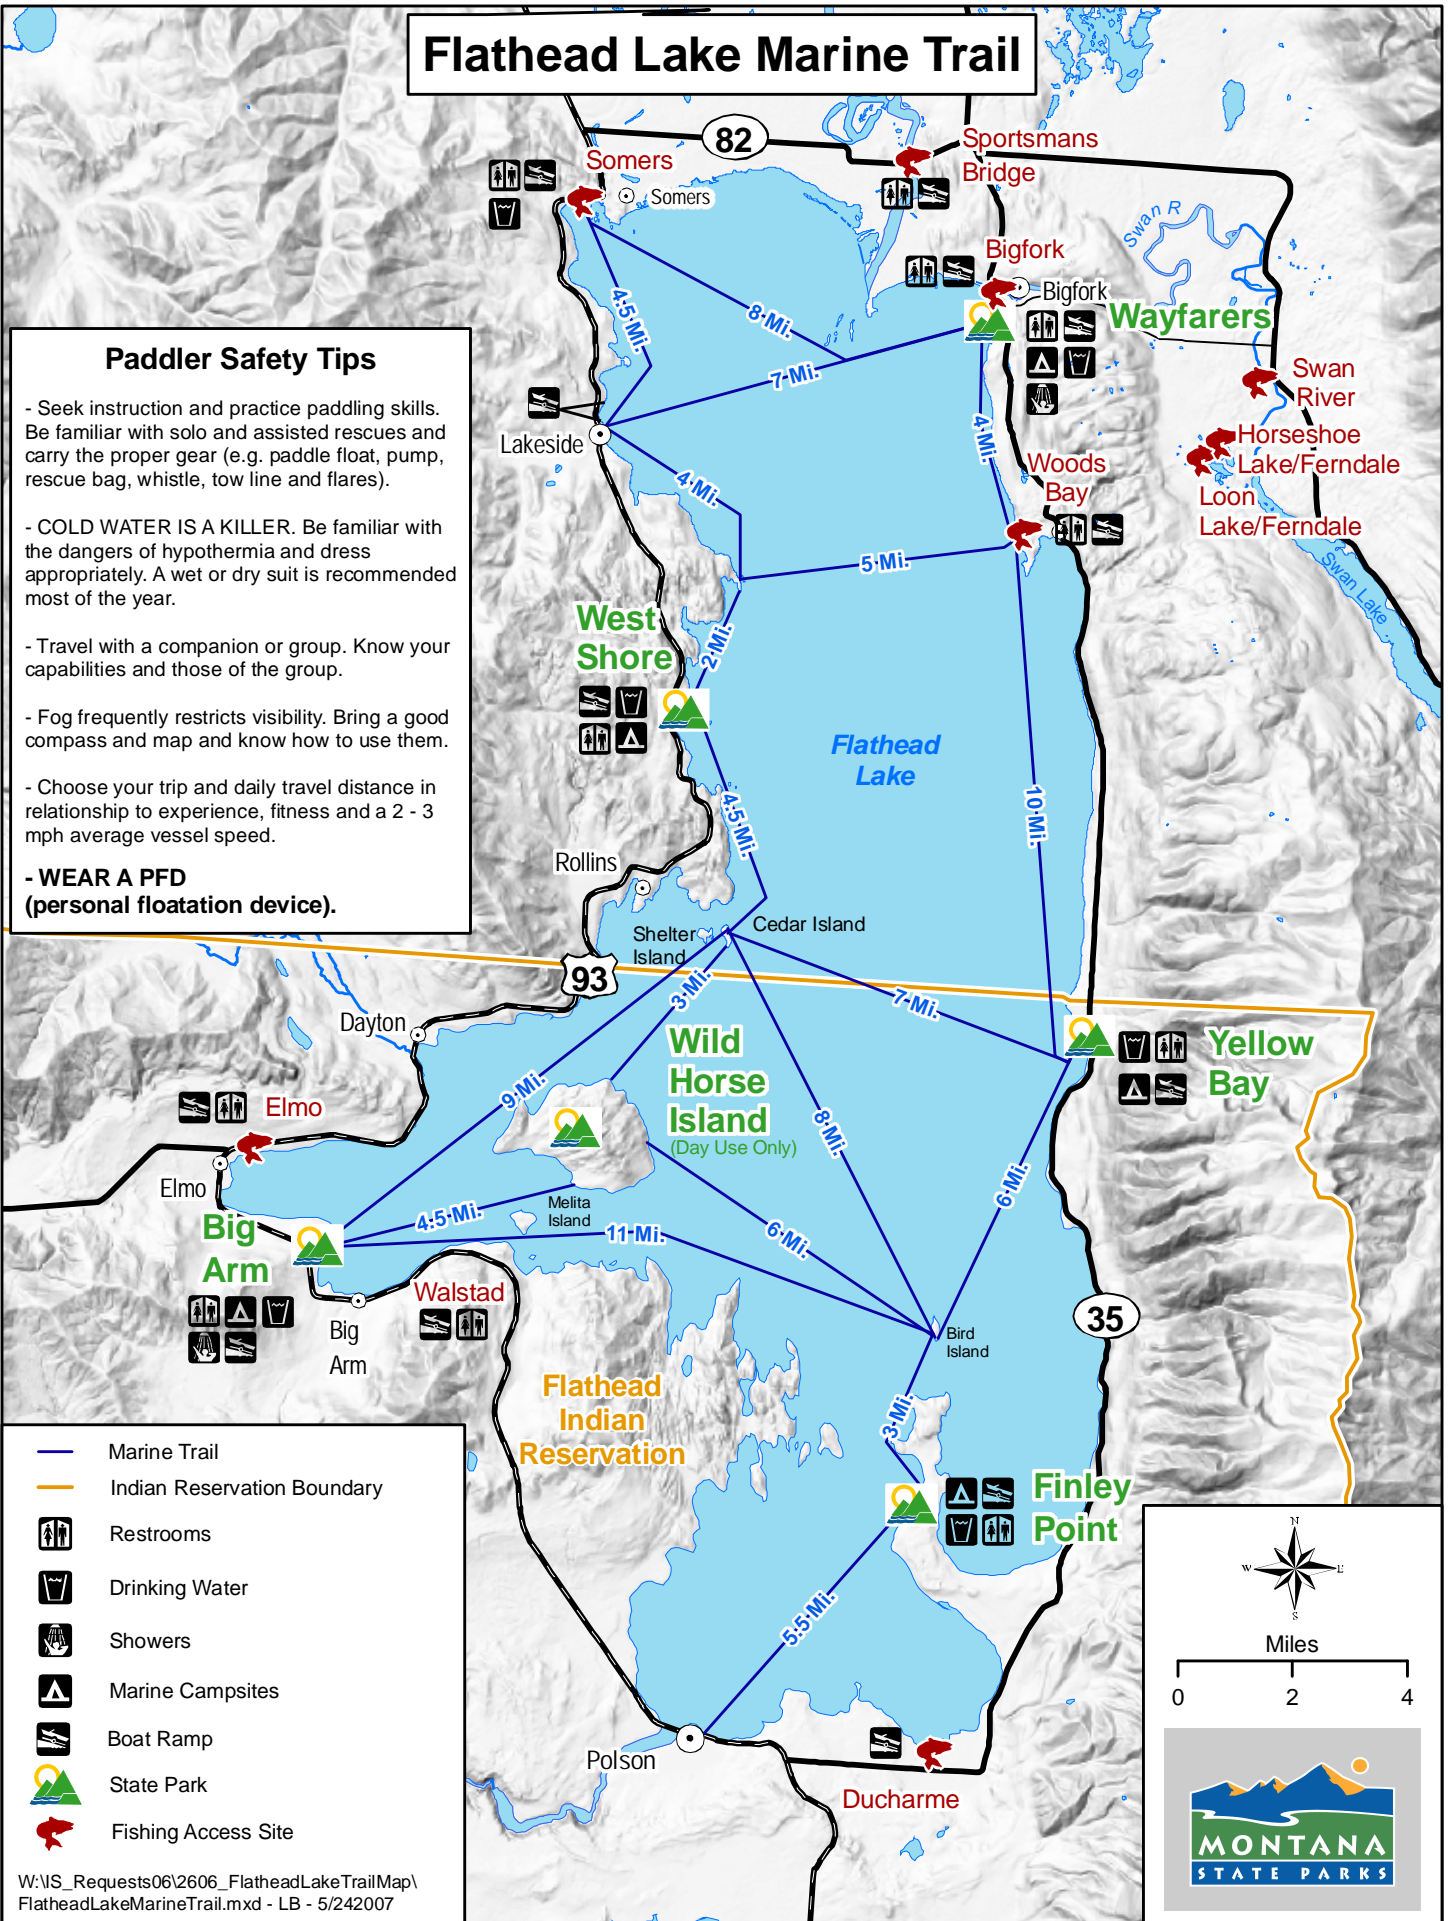 Flathead Lake Marine Trail
82
Somers
Somers
Sportsmans
Bridge
Swan R
Bigfork
Bigfork
Wayfarers
4.5 Mi.
8 Mi.
7 Mi.
4 Mi.
Swan
River
Horseshoe
Lake/Ferndale
Loon
Lake/Ferndale
Swan Lake
Lakeside
4 Mi.
Woods
Bay
5 Mi.
Paddler Safety Tips
- Seek instruction and practice paddling skills.
Be familiar with solo and assisted rescues and
carry the proper gear (e.g. paddle float, pump,
rescue bag, whistle, tow line and flares).
- COLD WATER IS A KILLER. Be familiar with
the dangers of hypothermia and dress
appropriately. A wet or dry suit is recommended
most of the year.
- Travel with a companion or group. Know your
capabilities and those of the group.
- Fog frequently restricts visibility. Bring a good
compass and map and know how to use them.
- Choose your trip and daily travel distance in
relationship to experience, fitness and a 2 - 3
mph average vessel speed.
- WEAR A PFD
(personal floatation device).
West
Shore
2 Mi.
Flathead
Lake
4.5 Mi.
10 Mi.
Rollins
Shelter
Island
Cedar Island
93
3 Mi.
7 Mi.
Dayton
Wild
Horse
Island
(Day Use Only)
Yellow
Bay
9 Mi.
8 Mi.
6 Mi.
Elmo
Elmo
Melita
Island
4.5 Mi.
11 Mi.
6 Mi.
Big
Arm
Walstad
Big
Arm
35
Bird
Island
Flathead
Indian
Reservation
3 Mi.
Finley
Point
5.5 Mi.
Polson
Ducharme
Marine Trail
Indian Reservation Boundary
Restrooms
Drinking Water
Showers
Marine Campsites
Boat Ramp
State Park
Fishing Access Site
W:\IS_Requests06\2606_FlatheadLakeTrailMap\
FlatheadLakeMarineTrail.mxd - LB - 5/242007
N
W E
S
Miles
0 2 4
MONTANA
STATE PARKS